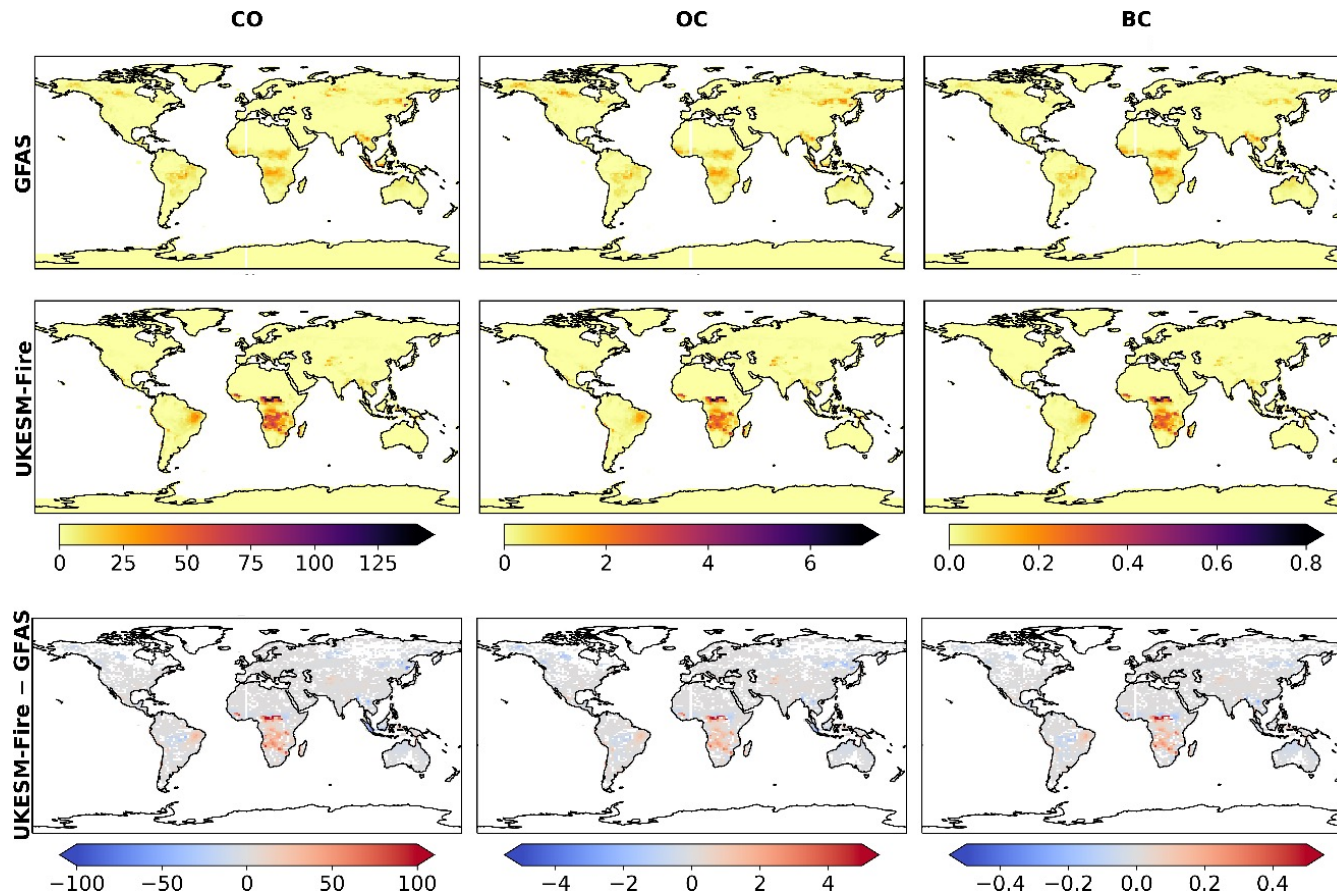 CO OC BC
GFAS
UKESM-Fire
0 25 50 75 100 125
0 2 4 6
0.0 0.2 0.4 0.6 0.8
UKESM-Fire − GFAS
−100 −50 0 50 100
−4 −2 0 2 4
−0.4 −0.2 0.0 0.2 0.4